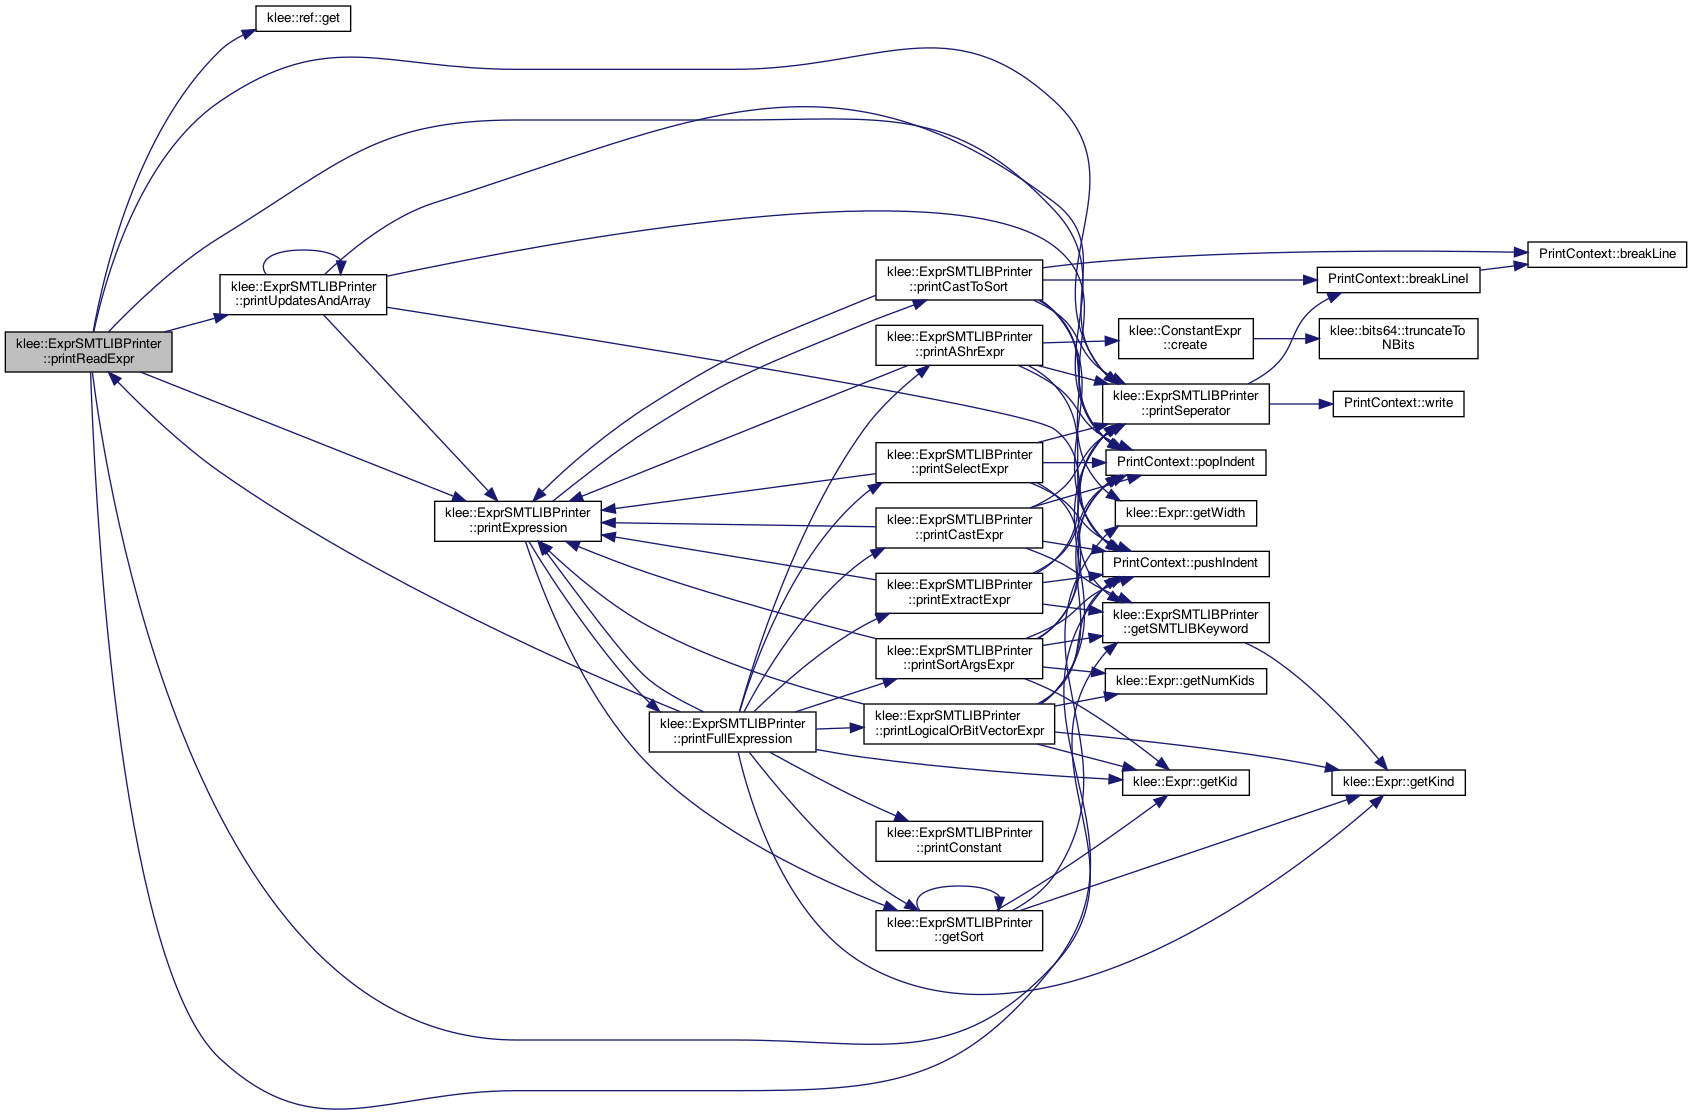 klee::ref::get
klee::ExprSMTLIBPrinter
::printReadExpr
klee::ExprSMTLIBPrinter
::printUpdatesAndArray
klee::ExprSMTLIBPrinter
::printExpression
klee::ExprSMTLIBPrinter
::printFullExpression
klee::ExprSMTLIBPrinter
::printCastToSort
klee::ExprSMTLIBPrinter
::printAShrExpr
klee::ExprSMTLIBPrinter
::printSelectExpr
klee::ExprSMTLIBPrinter
::printCastExpr
klee::ExprSMTLIBPrinter
::printExtractExpr
klee::ExprSMTLIBPrinter
::printSortArgsExpr
klee::ExprSMTLIBPrinter
::printLogicalOrBitVectorExpr
klee::ExprSMTLIBPrinter
::printConstant
klee::ExprSMTLIBPrinter
::getSort
klee::ConstantExpr
::create
klee::ExprSMTLIBPrinter
::printSeperator
PrintContext::popIndent
klee::Expr::getWidth
PrintContext::pushIndent
klee::ExprSMTLIBPrinter
::getSMTLIBKeyword
klee::Expr::getNumKids
klee::Expr::getKid
PrintContext::breakLineI
klee::bits64::truncateTo
NBits
PrintContext::write
klee::Expr::getKind
PrintContext::breakLine